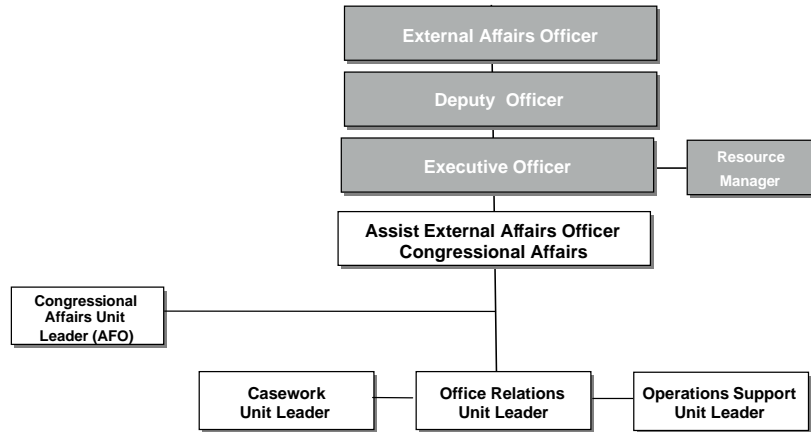 External Affairs Officer
Deputy Officer
Executive Officer
Resource
Manager
Assist External Affairs Officer
Congressional Affairs
Congressional
Affairs Unit
Leader (AFO)
Casework
Unit Leader
Office Relations
Unit Leader
Operations Support
Unit Leader